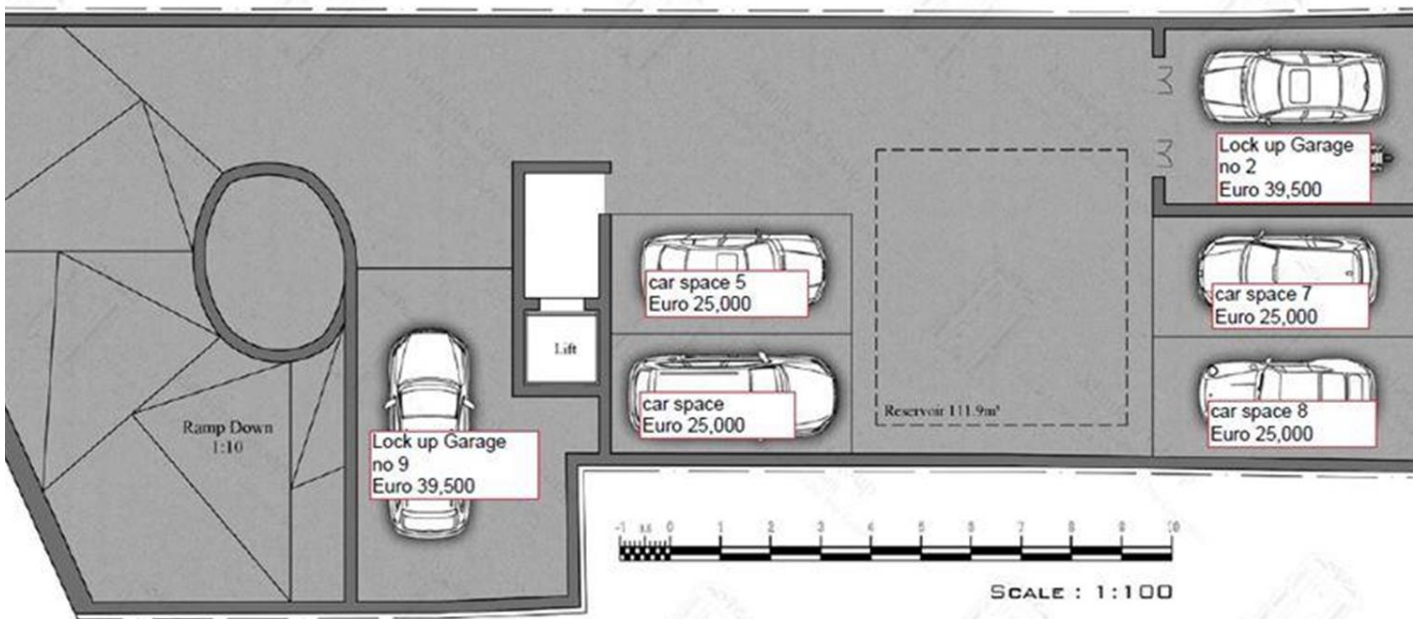 Lock up Garage
no 2
Euro 39,500
car space 5
Euro 25,000
car space 7
Euro 25,000
Lift
car space
Euro 25,000
Reservoir 111.9m³
car space 8
Euro 25,000
Ramp Down
1:10
Lock up Garage
no 9
Euro 39,500
-1 0.5 0 1 2 3 4 5 6 7 8 9 10
SCALE : 1:100